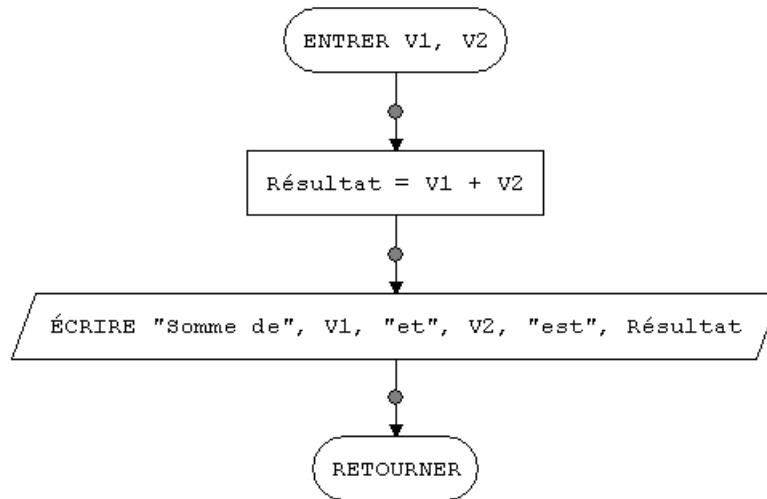 ENTRER V1, V2
Résultat = V1 + V2
ÉCRIRE "Somme de", V1, "et", V2, "est", Résultat
RETOURNER